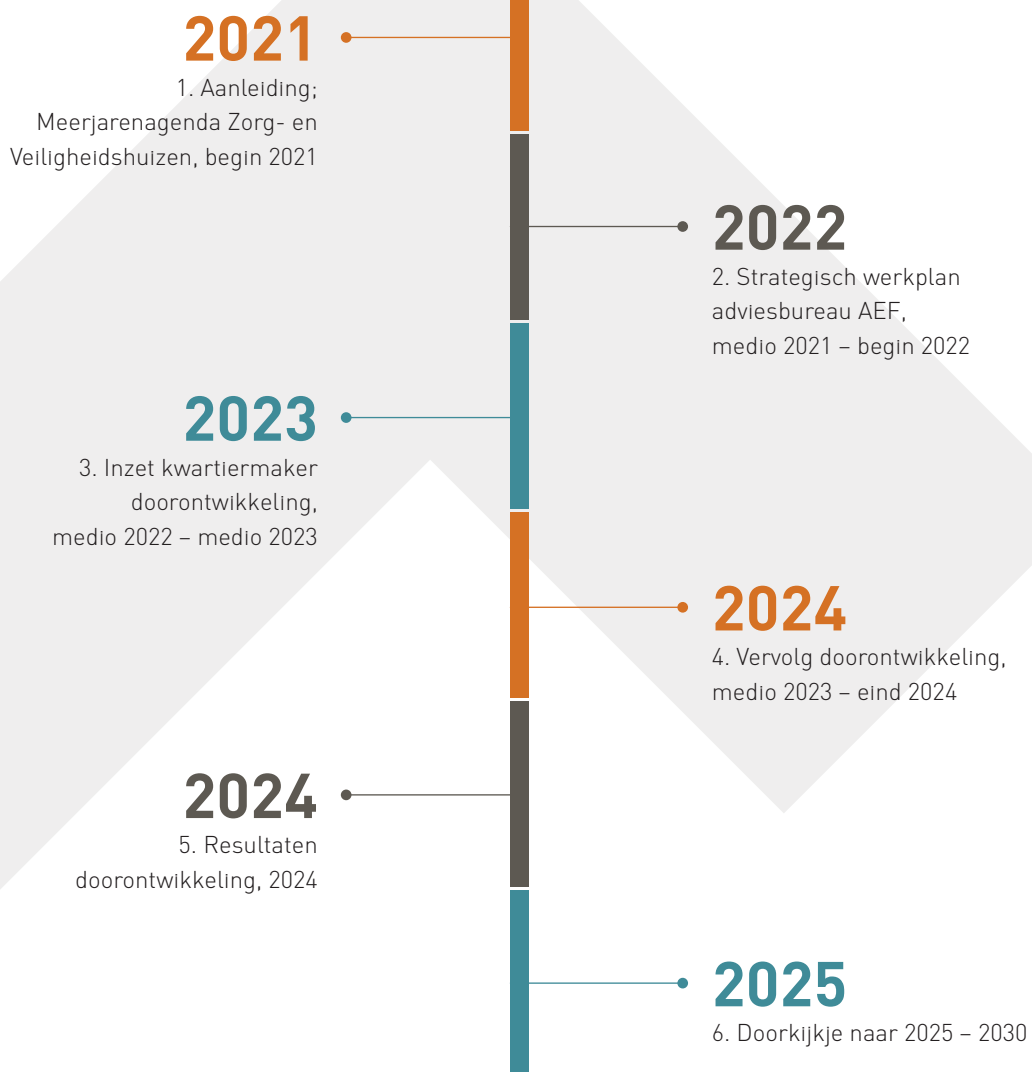 2021
1. Aanleiding;
Meerjarenagenda Zorg- en
Veiligheidshuizen, begin 2021
2022
2. Strategisch werkplan
adviesbureau AEF,
medio 2021 – begin 2022
2023
3. Inzet kwartiermaker
doorontwikkeling,
medio 2022 – medio 2023
2024
4. Vervolg doorontwikkeling,
medio 2023 – eind 2024
2024
5. Resultaten
doorontwikkeling, 2024
2025
6. Doorkijkje naar 2025 – 2030